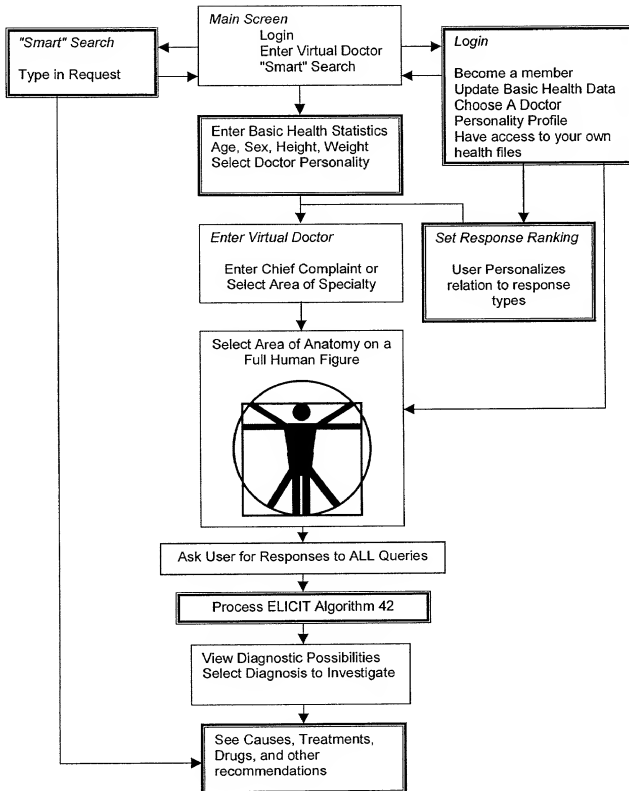 Main Screen
Login
Enter Virtual Doctor
"Smart" Search
"Smart" Search
Type in Request
Login
Become a member
Update Basic Health Data
Choose A Doctor
Personality Profile
Have access to your own
health files
Enter Basic Health Statistics
Age, Sex, Height, Weight
Select Doctor Personality
Enter Virtual Doctor
Enter Chief Complaint or
Select Area of Specialty
Set Response Ranking
User Personalizes
relation to response
types
Select Area of Anatomy on a
Full Human Figure
Ask User for Responses to ALL Queries
Process ELICIT Algorithm 42
View Diagnostic Possibilities
Select Diagnosis to Investigate
See Causes, Treatments,
Drugs, and other
recommendations